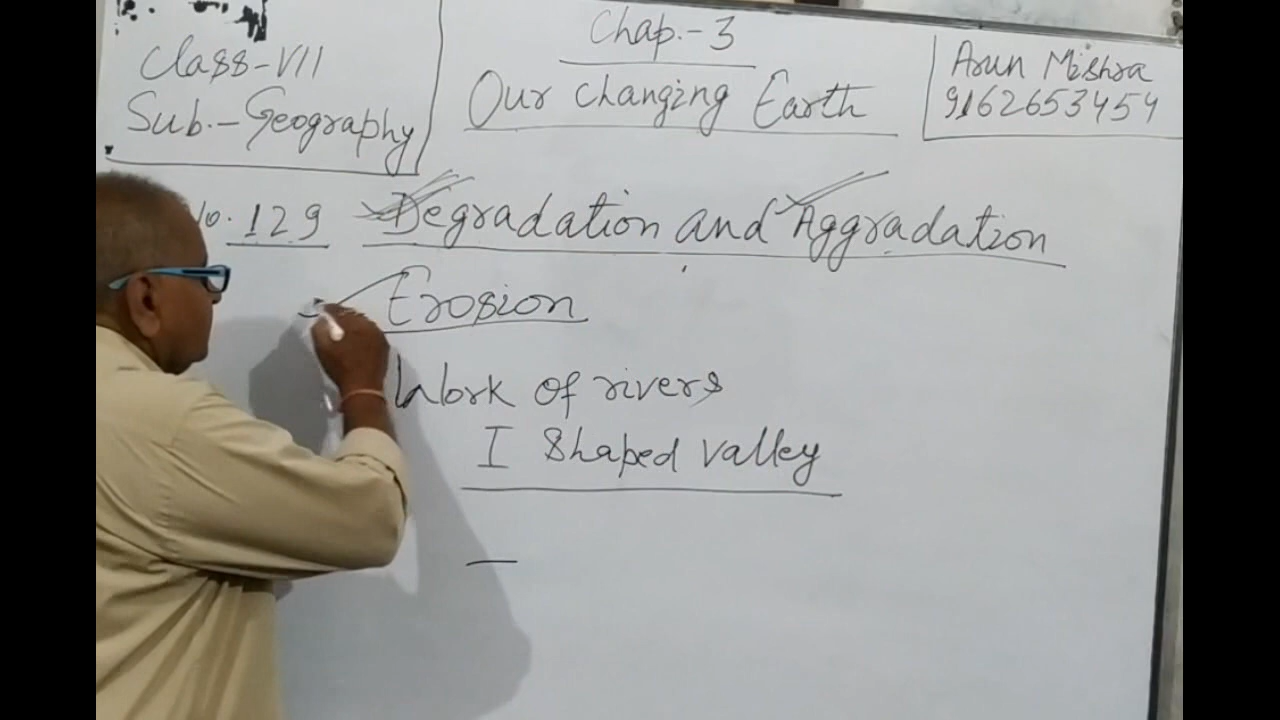 Class-VII
Sub.-Geography
Chap.-3
Our changing Earth
Arun Mishra
9162653454
No. 129 Degradation and Aggradation
Erosion
Work of rivers
I shaped valley